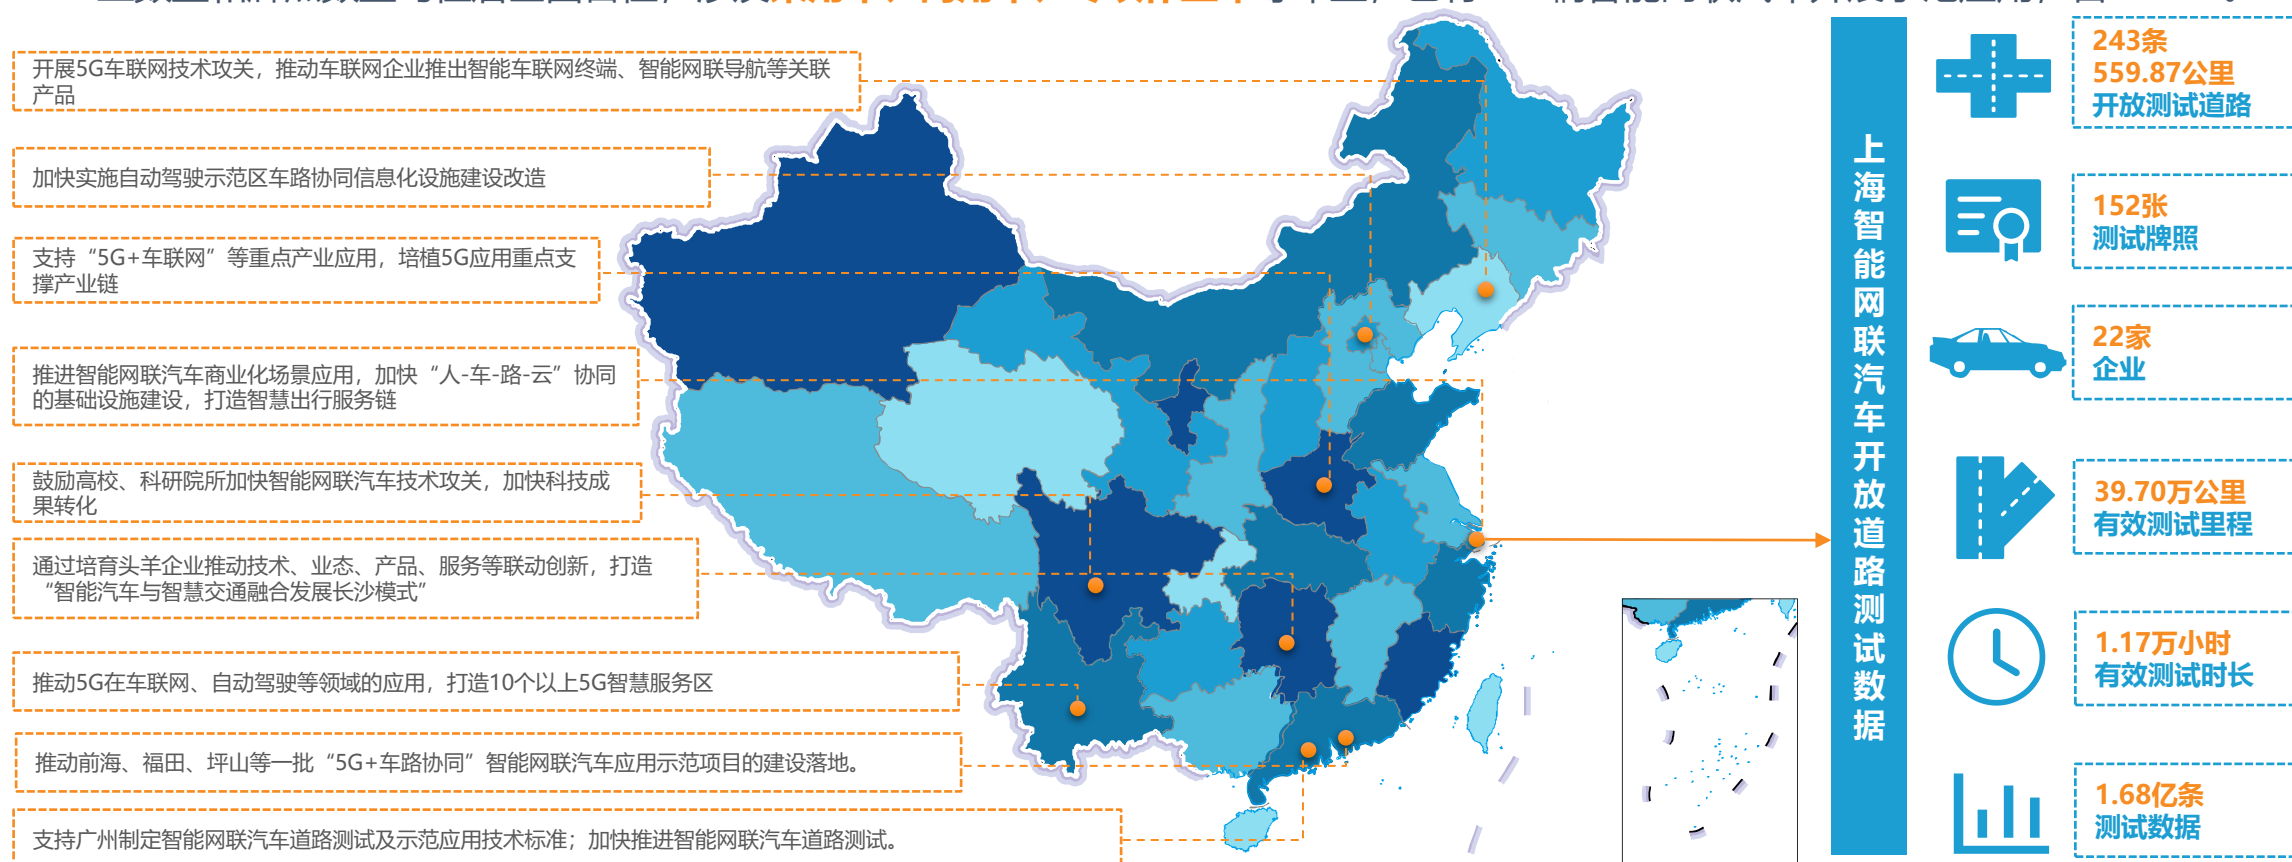 开展5G车联网技术攻关，推动车联网企业推出智能车联网终端、智能网联导航等关联
产品
加快实施自动驾驶示范区车路协同信息化设施建设改造
支持“5G+车联网”等重点产业应用，培植5G应用重点支
撑产业链
推进智能网联汽车商业化场景应用，加快“人-车-路-云”协同
的基础设施建设，打造智慧出行服务链
鼓励高校、科研院所加快智能网联汽车技术攻关，加快科技成
果转化
通过培育头羊企业推动技术、业态、产品、服务等联动创新，打造
“智能汽车与智慧交通融合发展长沙模式”
推动5G在车联网、自动驾驶等领域的应用，打造10个以上5G智慧服务区
推动前海、福田、坪山等一批“5G+车路协同”智能网联汽车应用示范项目的建设落地。
支持广州制定智能网联汽车道路测试及示范应用技术标准；加快推进智能网联汽车道路测试。
上海智能网联汽车开放道路测试数据
243条
559.87公里
开放测试道路
152张
测试牌照
22家
企业
39.70万公里
有效测试里程
1.17万小时
有效测试时长
1.68亿条
测试数据